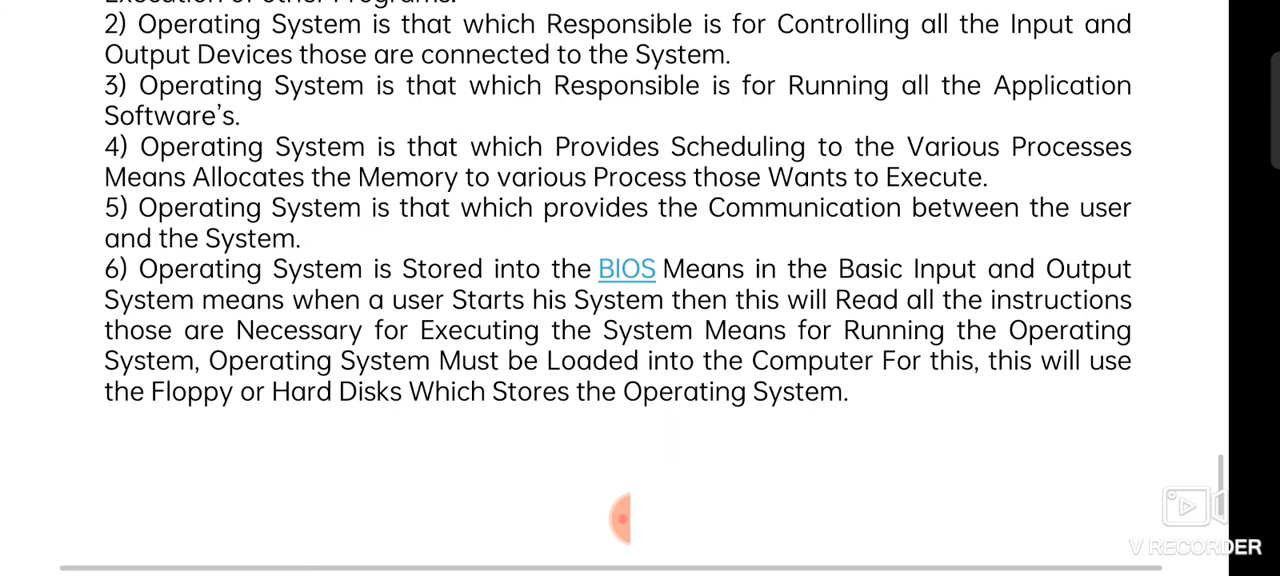 2) Operating System is that which Responsible is for Controlling all the Input and
Output Devices those are connected to the System.
3) Operating System is that which Responsible is for Running all the Application
Software's.
4) Operating System is that which Provides Scheduling to the Various Processes
Means Allocates the Memory to various Process those Wants to Execute.
5) Operating System is that which provides the Communication between the user
and the System.
6) Operating System is Stored into the BIOS Means in the Basic Input and Output
System means when a user Starts his System then this will Read all the instructions
those are Necessary for Executing the System Means for Running the Operating
System, Operating System Must be Loaded into the Computer For this, this will use
the Floppy or Hard Disks Which Stores the Operating System.
V RECORDER